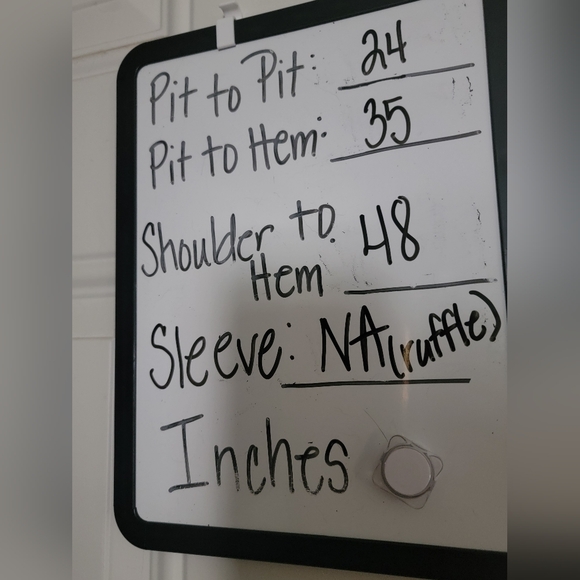 Pit to Pit: 24
Pit to Hem: 35
Shoulder to 48
Hem
Sleeve: NA (ruffle)
Inches